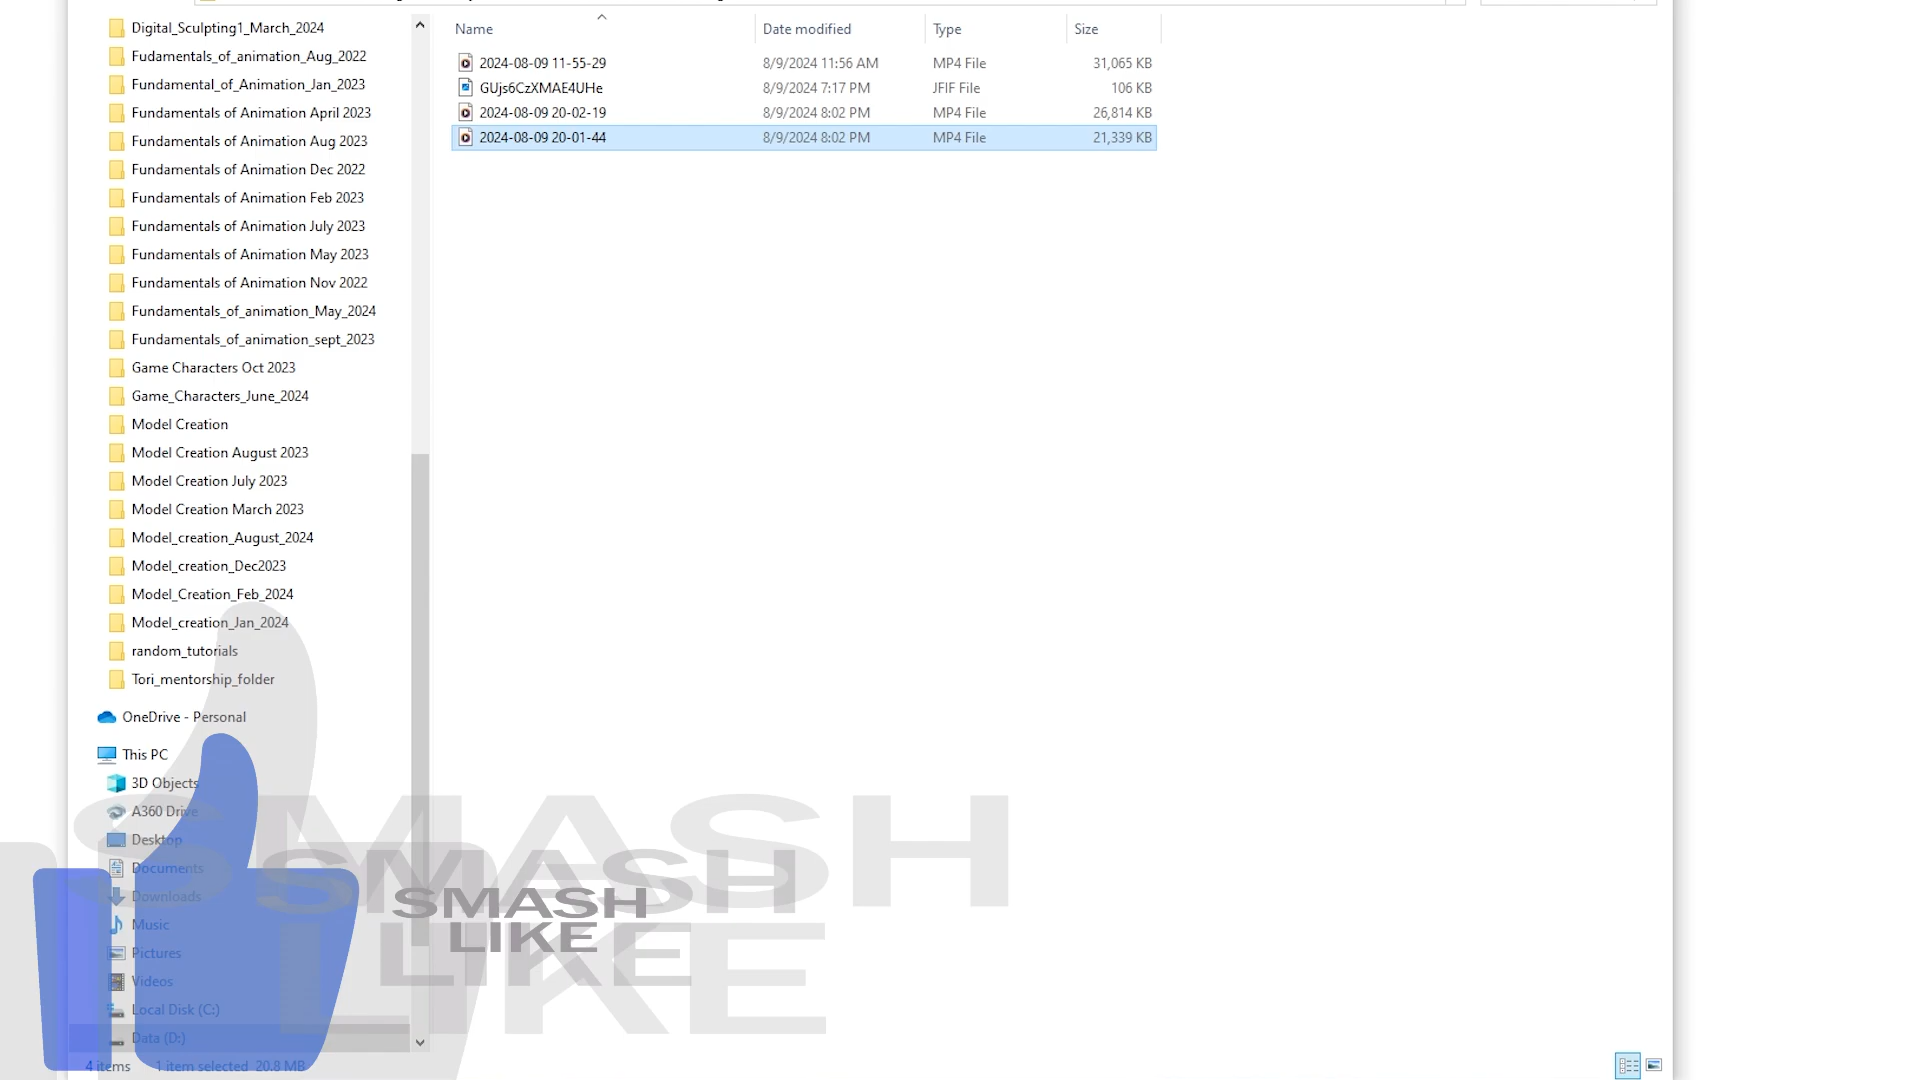 Name Date modified Type Size
2024-08-09 11-55-29 8/9/2024 11:56 AM MP4 File 31,065 KB
GUjs6CzXMAE4UHe 8/9/2024 7:17 PM JFIF File 106 KB
2024-08-09 20-02-19 8/9/2024 8:02 PM MP4 File 26,814 KB
2024-08-09 20-01-44 8/9/2024 8:02 PM MP4 File 21,339 KB
Digital_Sculpting1_March_2024
Fudamentals_of_animation_Aug_2022
Fundamental_of_Animation_Jan_2023
Fundamentals of Animation April 2023
Fundamentals of Animation Aug 2023
Fundamentals of Animation Dec 2022
Fundamentals of Animation Feb 2023
Fundamentals of Animation July 2023
Fundamentals of Animation May 2023
Fundamentals of Animation Nov 2022
Fundamentals_of_animation_May_2024
Fundamentals_of_animation_sept_2023
Game Characters Oct 2023
Game_Characters_June_2024
Model Creation
Model Creation August 2023
Model Creation July 2023
Model Creation March 2023
Model_creation_August_2024
Model_creation_Dec2023
Model_Creation_Feb_2024
Model_creation_Jan_2024
random_tutorials
Tori_mentorship_folder
OneDrive - Personal
This PC
3D Objects
A360 Drive
Desktop
Documents
Downloads
Music
Pictures
Videos
Local Disk (C:)
Data (D:)
4 items 1 item selected 20.8 MB
SMASH
LIKE
SMASH
LIKE
SMASH
LIKE